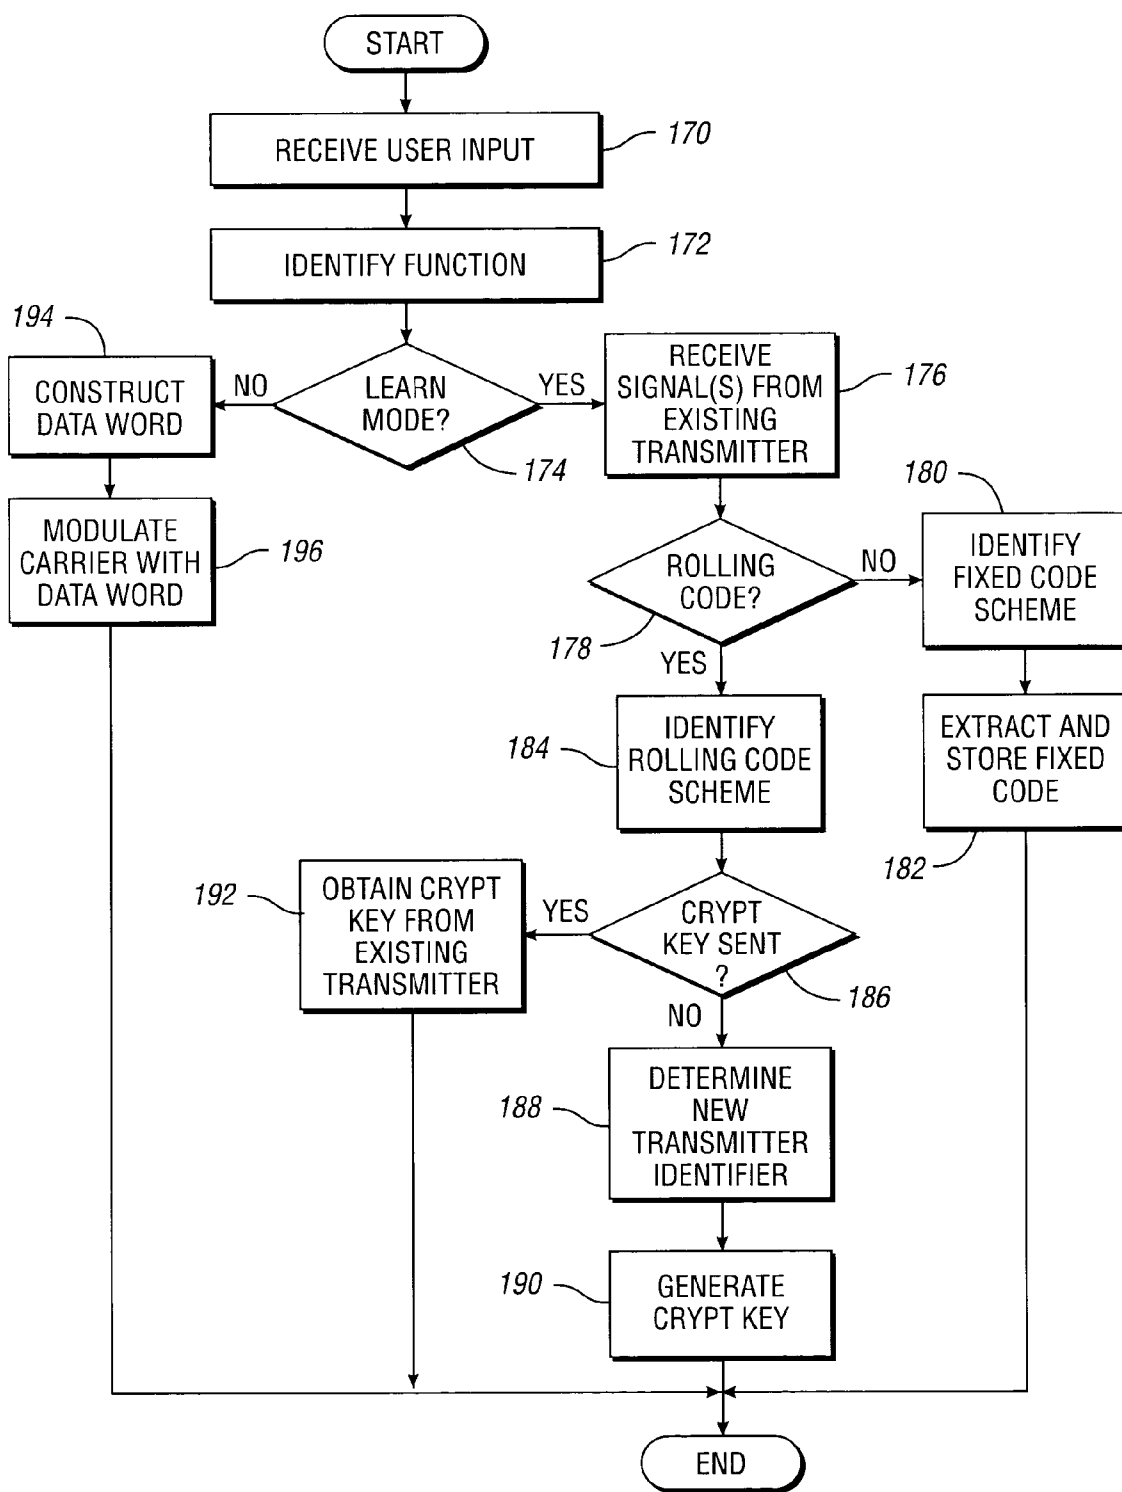 START
RECEIVE USER INPUT
170
IDENTIFY FUNCTION
172
194
CONSTRUCT
DATA WORD
NO
LEARN
MODE?
174
YES
RECEIVE
SIGNAL(S) FROM
EXISTING
TRANSMITTER
176
MODULATE
CARRIER WITH
DATA WORD
196
ROLLING
CODE?
178
NO
180
IDENTIFY
FIXED CODE
SCHEME
YES
184
IDENTIFY
ROLLING CODE
SCHEME
EXTRACT AND
STORE FIXED
CODE
182
192
OBTAIN CRYPT
KEY FROM
EXISTING
TRANSMITTER
YES
CRYPT
KEY SENT
?
186
NO
188
DETERMINE
NEW
TRANSMITTER
IDENTIFIER
190
GENERATE
CRYPT KEY
END